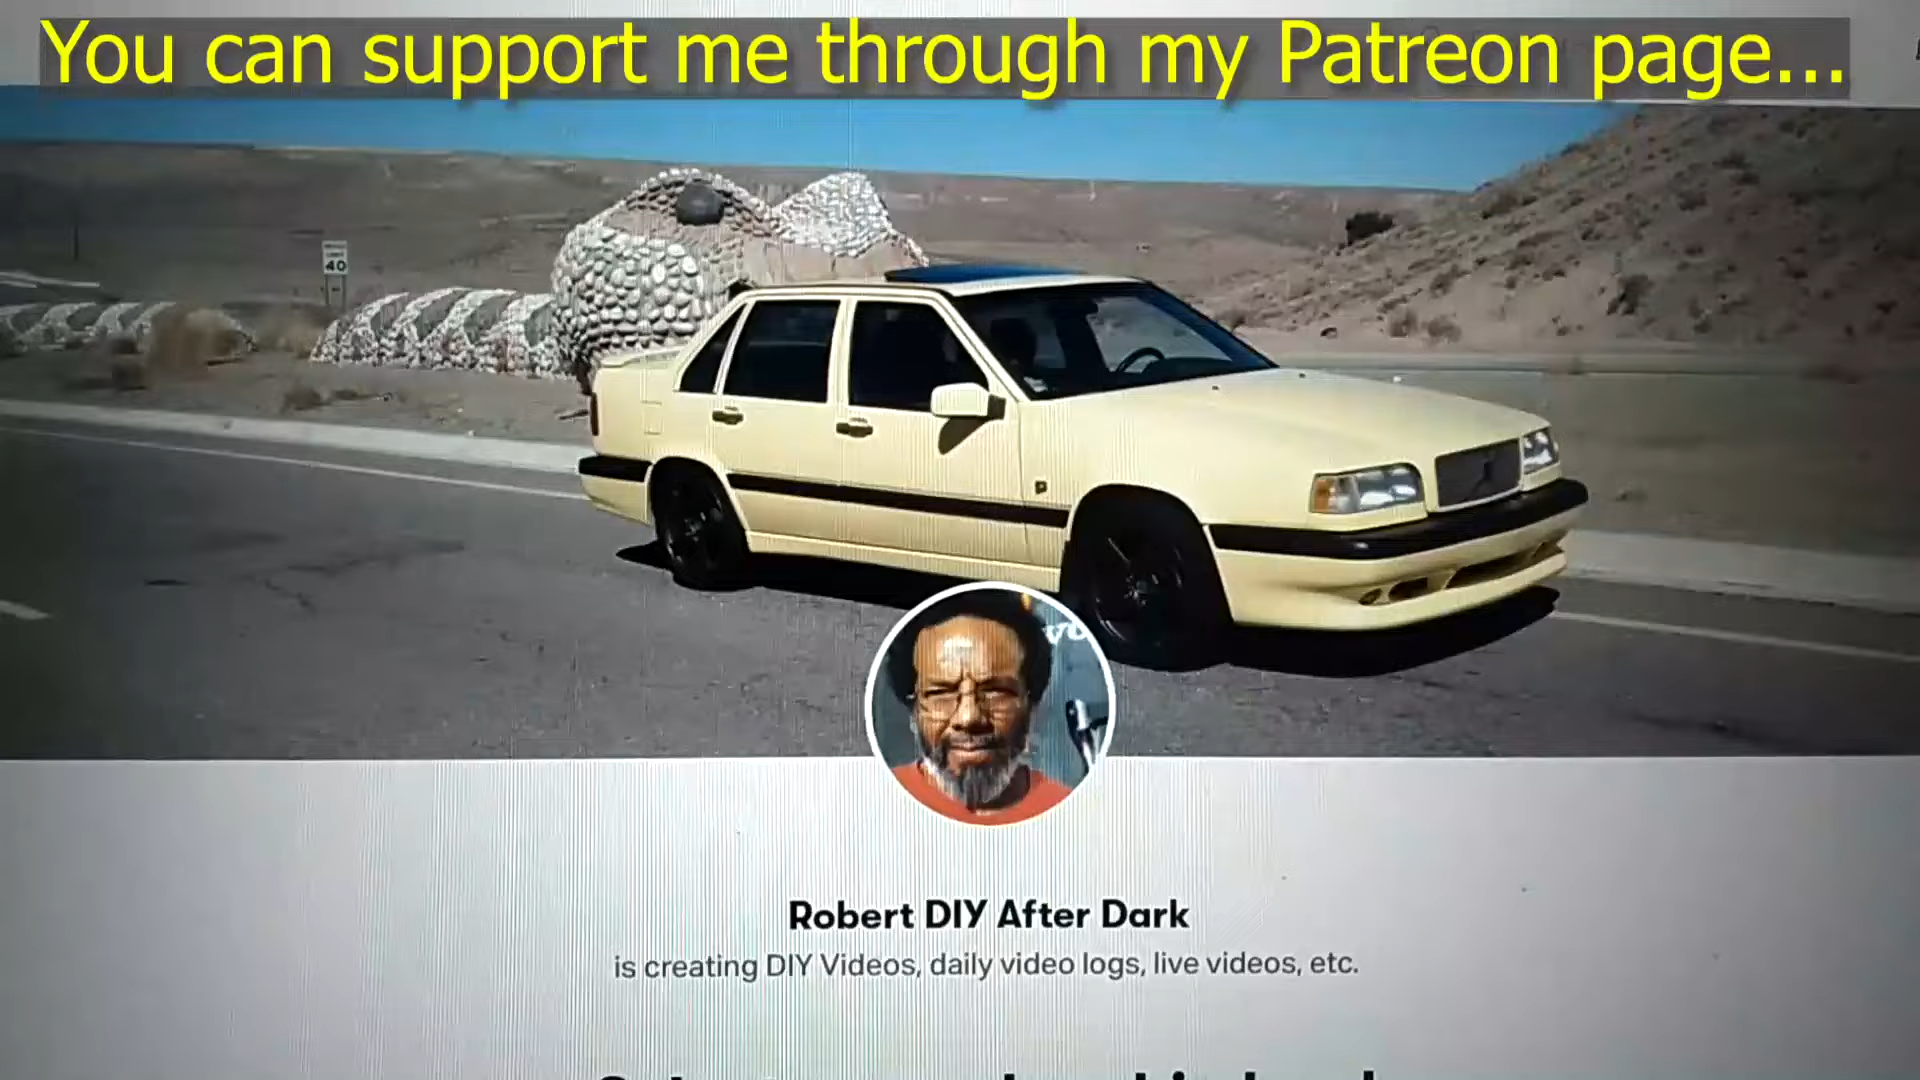 You can support me through my Patreon page...
40
Robert DIY After Dark
is creating DIY Videos, daily video logs, live videos, etc.